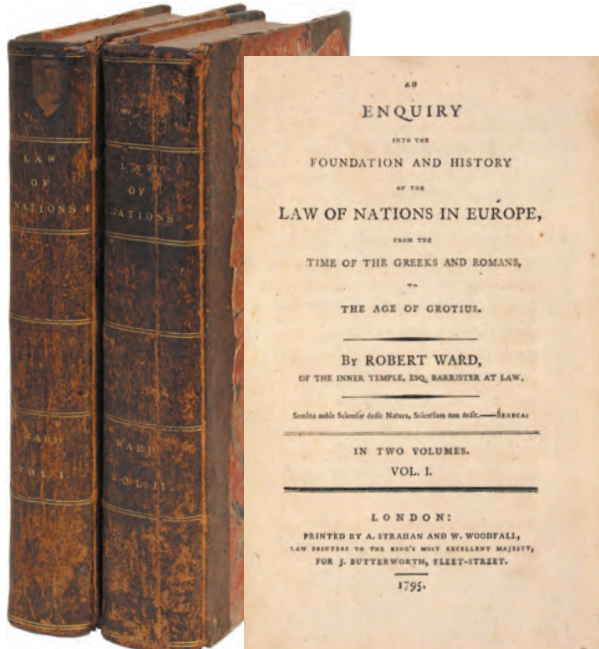 LAW
OF
NATIONS
WARD
VOL. I.
LAW
OF
NATIONS
WARD
VOL. II.
AN
ENQUIRY
INTO THE
FOUNDATION AND HISTORY
OF THE
LAW OF NATIONS IN EUROPE,
FROM THE
TIME OF THE GREEKS AND ROMANS,
TO
THE AGE OF GROTIUS.
By ROBERT WARD,
OF THE INNER TEMPLE, ESQ. BARRISTER AT LAW.
Semina nobis Scientiæ dedit Natura, Scientiam non dedit.——SENECA:
IN TWO VOLUMES.
VOL. I.
LONDON:
PRINTED BY A. STRAHAN AND W. WOODFALL,
LAW PRINTERS TO THE KING'S MOST EXCELLENT MAJESTY,
FOR J. BUTTERWORTH, FLEET-STREET.
1795.